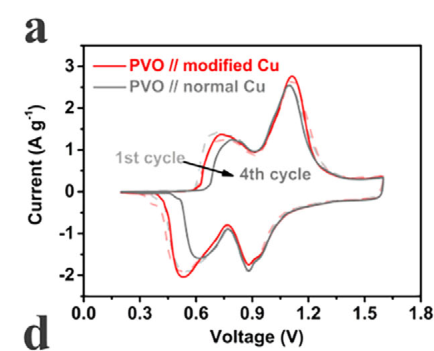 a
PVO // modified Cu
PVO // normal Cu
1st cycle
4th cycle
Current (A g⁻¹)
3
2
1
0
-1
-2
0.0 0.3 0.6 0.9 1.2 1.5 1.8
Voltage (V)
d